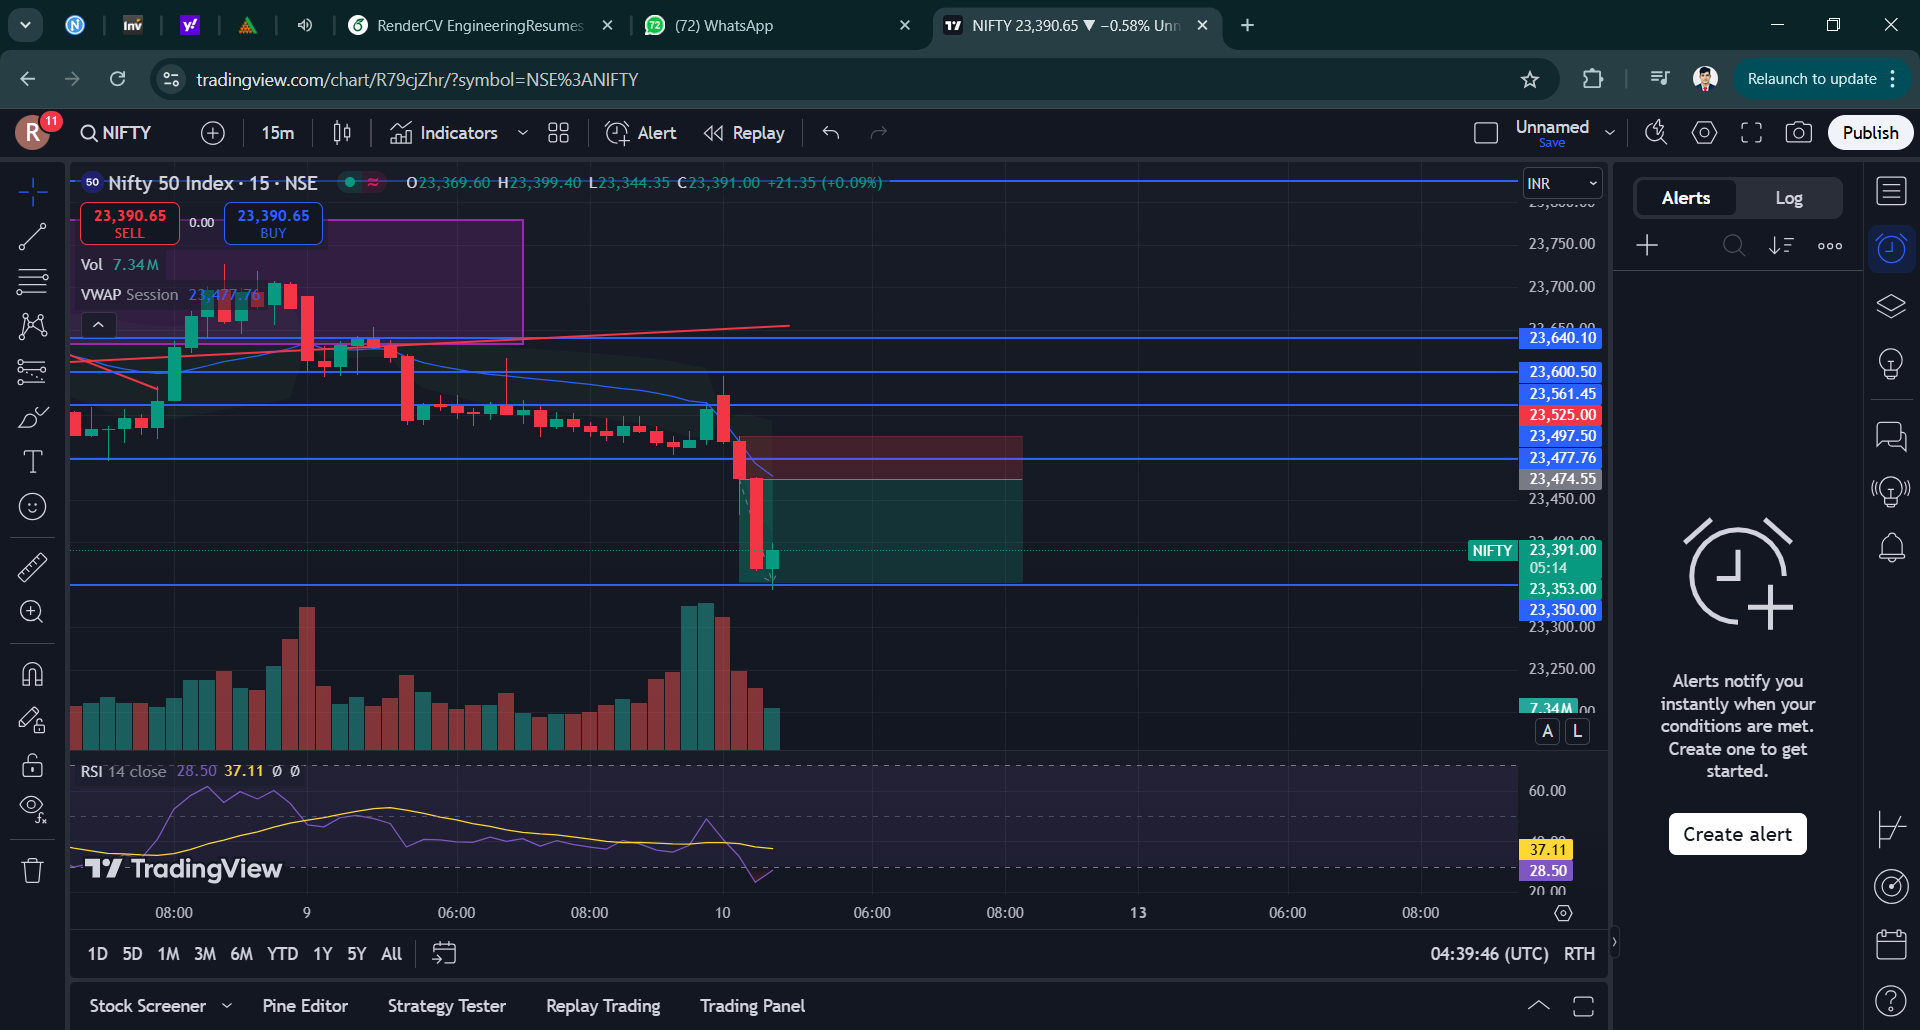 Inv
y!
RenderCV EngineeringResumes
72
(72) WhatsApp
NIFTY 23,390.65 ▼ −0.58% Unn
tradingview.com/chart/R79cjZhr/?symbol=NSE%3ANIFTY
Relaunch to update
R
11
NIFTY
15m
Indicators
Alert
Replay
Unnamed
Save
Publish
50
Nifty 50 Index · 15 · NSE
O23,369.60 H23,399.40 L23,344.35 C23,391.00 +21.35 (+0.09%)
INR
23,390.65
SELL
0.00
23,390.65
BUY
Vol 7.34M
VWAP Session 23,477.76
23,750.00
23,700.00
23,640.10
23,600.50
23,561.45
23,525.00
23,497.50
23,477.76
23,474.55
23,450.00
NIFTY
23,391.00
05:14
23,353.00
23,350.00
23,300.00
23,250.00
7.34M
A
L
RSI 14 close 28.50 37.11 Ø Ø
60.00
37.11
28.50
20.00
TradingView
08:00
9
06:00
08:00
10
06:00
08:00
13
06:00
08:00
1D
5D
1M
3M
6M
YTD
1Y
5Y
All
04:39:46 (UTC)
RTH
Stock Screener
Pine Editor
Strategy Tester
Replay Trading
Trading Panel
Alerts
Log
Alerts notify you
instantly when your
conditions are met.
Create one to get
started.
Create alert